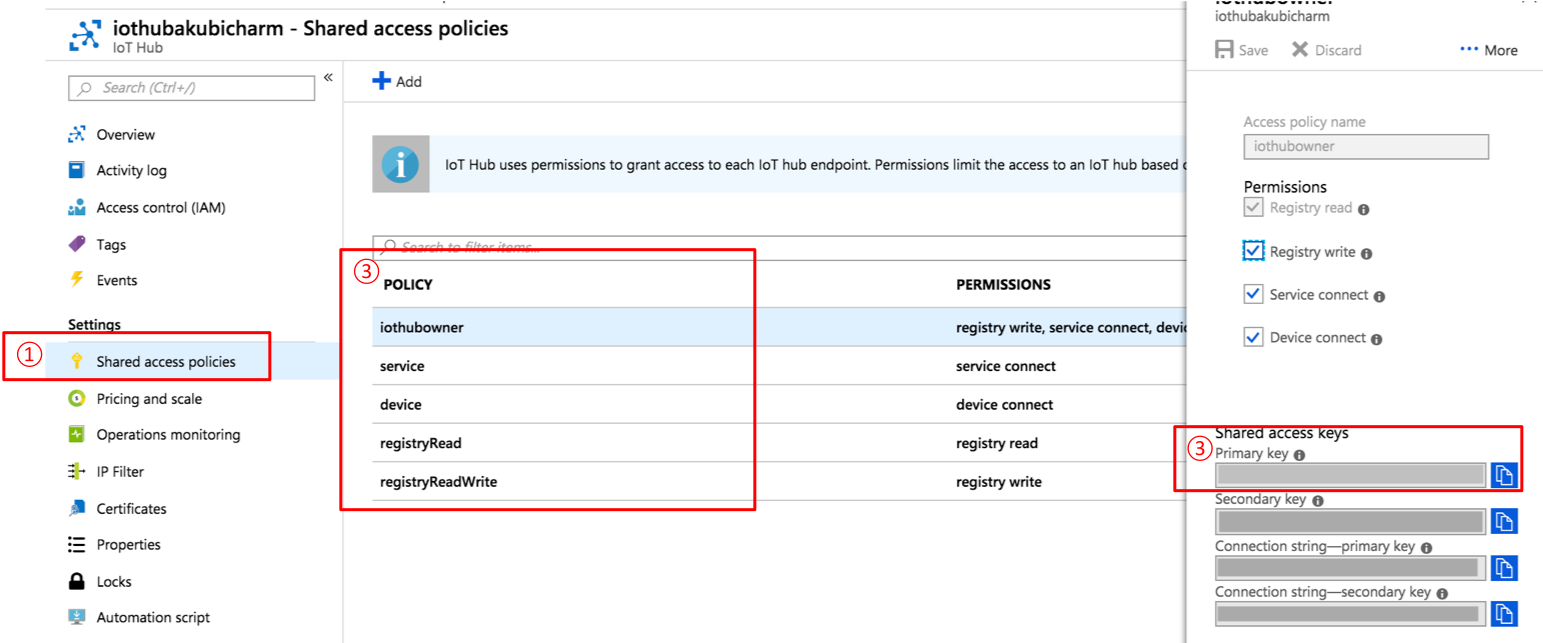 iothubakubicharm - Shared access policies
IoT Hub
Search (Ctrl+/)
«
Overview
Activity log
Access control (IAM)
Tags
Events
Settings
① Shared access policies
Pricing and scale
Operations monitoring
IP Filter
Certificates
Properties
Locks
Automation script
Add
IoT Hub uses permissions to grant access to each IoT hub endpoint. Permissions limit the access to an IoT hub based
Search to filter items...
③
POLICY PERMISSIONS
iothubowner registry write, service connect, devic
service service connect
device device connect
registryRead registry read
registryReadWrite registry write
iothubowner
iothubakubicharm
Save Discard ... More
Access policy name
iothubowner
Permissions
Registry read
Registry write
Service connect
Device connect
Shared access keys
③ Primary key
Secondary key
Connection string—primary key
Connection string—secondary key